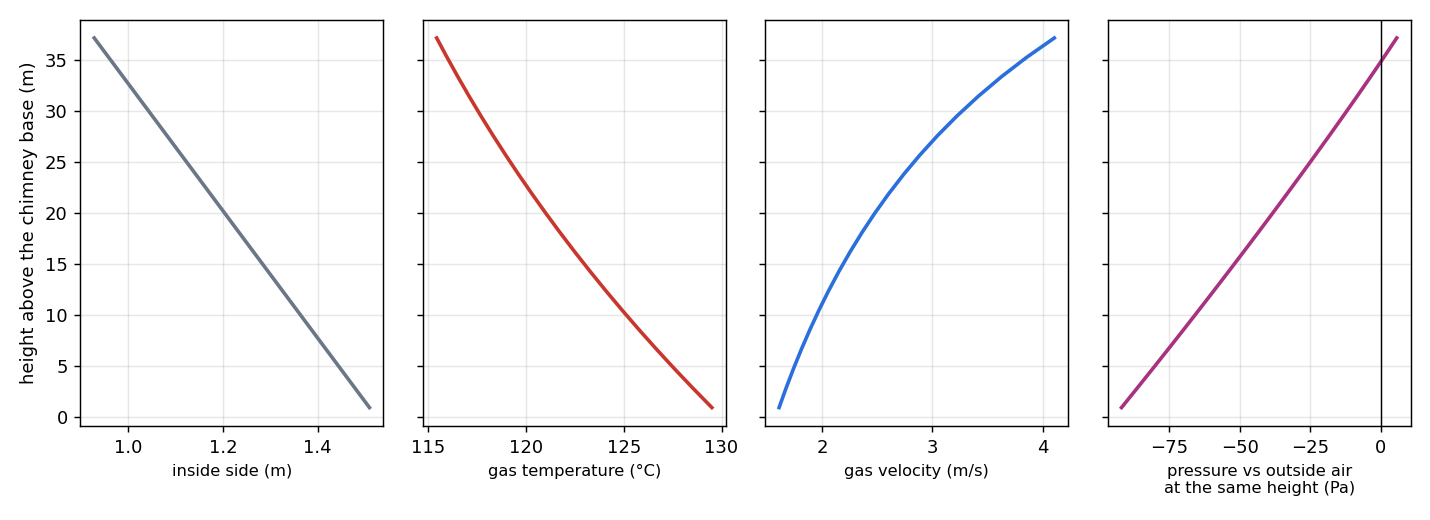 height above the chimney base (m)
35
30
25
20
15
10
5
0
1.0 1.2 1.4
inside side (m)
115 120 125 130
gas temperature (°C)
2 3 4
gas velocity (m/s)
−75 −50 −25 0
pressure vs outside air
at the same height (Pa)